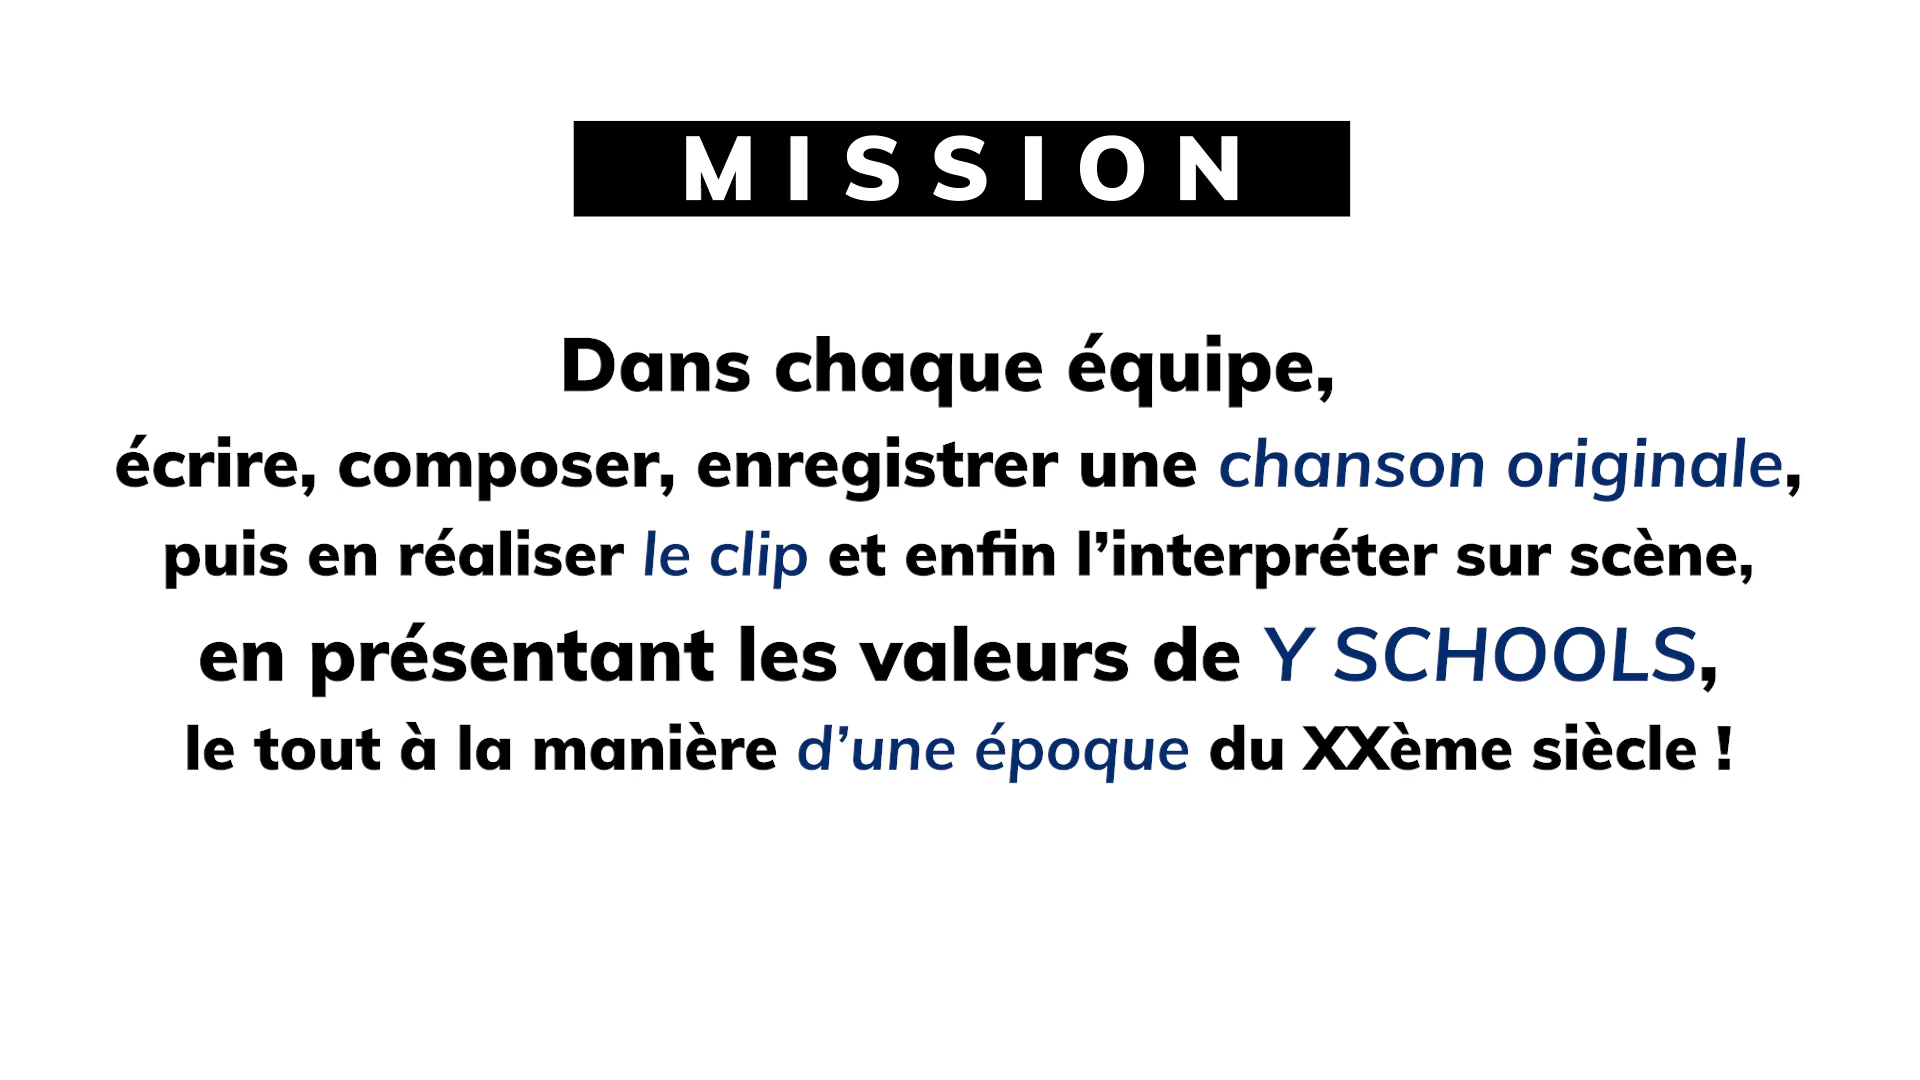 MISSION
Dans chaque équipe,
écrire, composer, enregistrer une chanson originale,
puis en réaliser le clip et enfin l’interpréter sur scène,
en présentant les valeurs de Y SCHOOLS,
le tout à la manière d’une époque du XXème siècle !